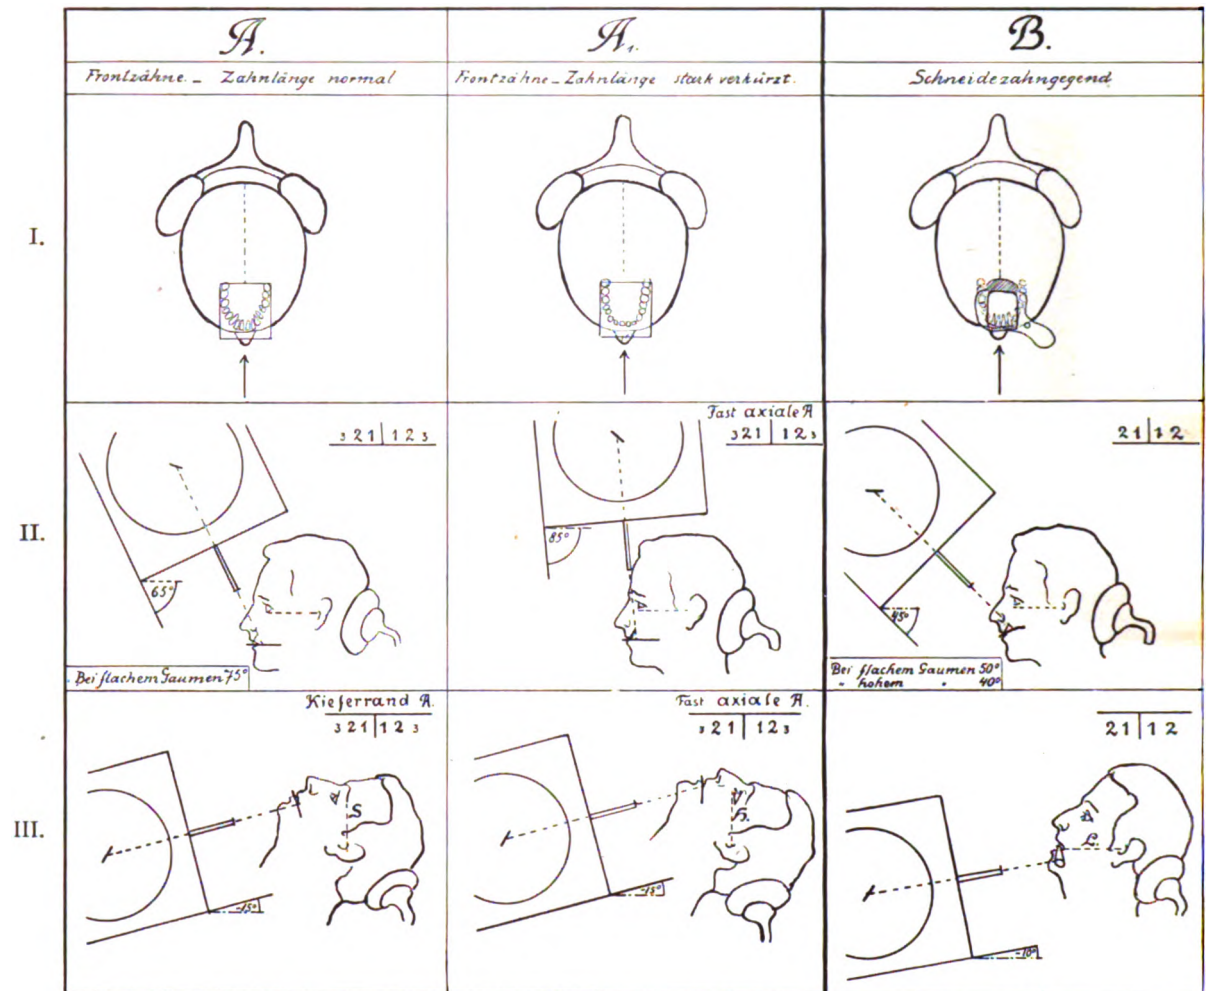 A.
A₁.
B.
Frontzähne. – Zahnlänge normal
Frontzähne – Zahnlänge stark verkürzt.
Schneidezahngegend
I.
II.
3 2 1 | 1 2 3
65°
Bei flachem Gaumen 75°
Fast axiale A
3 2 1 | 1 2 3
85°
2 1 | 1 2
45°
Bei flachem Gaumen 50°
" hohem " 40°
III.
Kieferrand A.
3 2 1 | 1 2 3
S
-15°
Fast axiale A.
3 2 1 | 1 2 3
-15°
2 1 | 1 2
L.
-10°